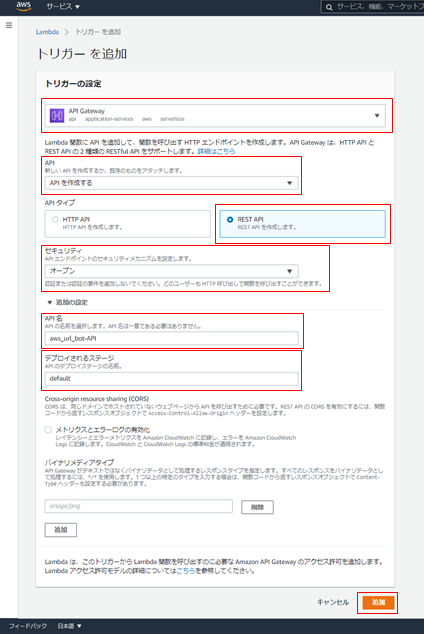 aws
サービス ▼
サービス、機能、マーケットプ
Lambda > トリガー を追加
トリガー を追加
トリガーの設定
API Gateway
api application-services aws serverless
Lambda 関数に API を追加して、関数を呼び出す HTTP エンドポイントを作成します。API Gateway は、HTTP API と
REST API の 2 種類の RESTful API をサポートします。詳細はこちら
API
新しい API を作成するか、既存のものをアタッチします。
API を作成する
API タイプ
HTTP API
HTTP API を作成します。
REST API
REST API を作成します。
セキュリティ
API エンドポイントのセキュリティメカニズムを設定します。
オープン
認証または認証の要件を追加しないでください。どのユーザーも HTTP 呼び出しで関数を呼び出すことができます。
▼ 追加の設定
API 名
API の名前を選択します。API 名は一意である必要はありません。
aws_url_bot-API
デプロイされるステージ
API のデプロイステージの名前。
default
Cross-origin resource sharing (CORS)
CORS は、同じドメインでホストされていないウェブページから API を呼び出すために必要です。REST API の CORS を有効にするには、関数
コードから返すレスポンスオブジェクトで Access-Control-Allow-Origin ヘッダーを設定します。
メトリクスとエラーログの有効化
レイテンシーとエラーメトリクスを Amazon CloudWatch に記録し、エラーを Amazon CloudWatch
Logs に記録します。CloudWatch と CloudWatch Logs の標準料金が適用されます。
バイナリメディアタイプ
API Gateway がテキストではなくバイナリデータとして処理するレスポンスタイプを指定します。すべてのレスポンスをバイナリデータとし
て処理するには、*/* を使用します。1 つ以上の特定のタイプを入力する場合は、関数コードから返すレスポンスオブジェクトで Content-
Type ヘッダーも設定する必要があります。
image/png
削除
追加
Lambda は、このトリガーから Lambda 関数を呼び出すのに必要な Amazon API Gateway のアクセス許可を追加します。
Lambda アクセス許可モデルの詳細についてはこちらを参照してください。
キャンセル 追加
フィードバック 日本語 ▼